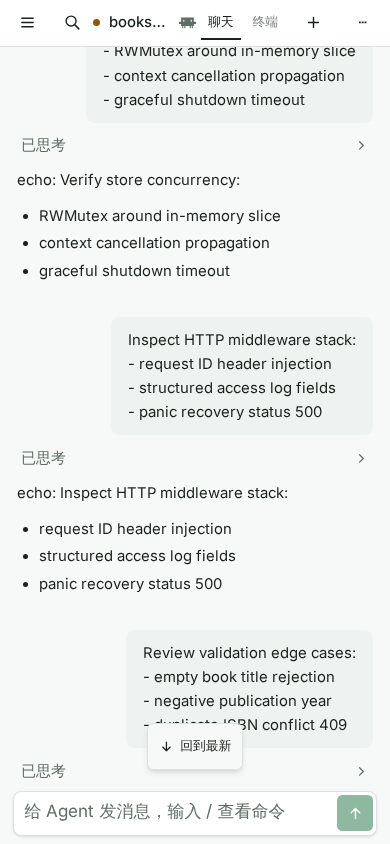 books... 聊天 终端
- RWMutex around in-memory slice
- context cancellation propagation
- graceful shutdown timeout
已思考
echo: Verify store concurrency:
• RWMutex around in-memory slice
• context cancellation propagation
• graceful shutdown timeout
Inspect HTTP middleware stack:
- request ID header injection
- structured access log fields
- panic recovery status 500
已思考
echo: Inspect HTTP middleware stack:
• request ID header injection
• structured access log fields
• panic recovery status 500
Review validation edge cases:
- empty book title rejection
- negative publication year
- duplicate ISBN conflict 409
回到最新
已思考
给 Agent 发消息，输入 / 查看命令